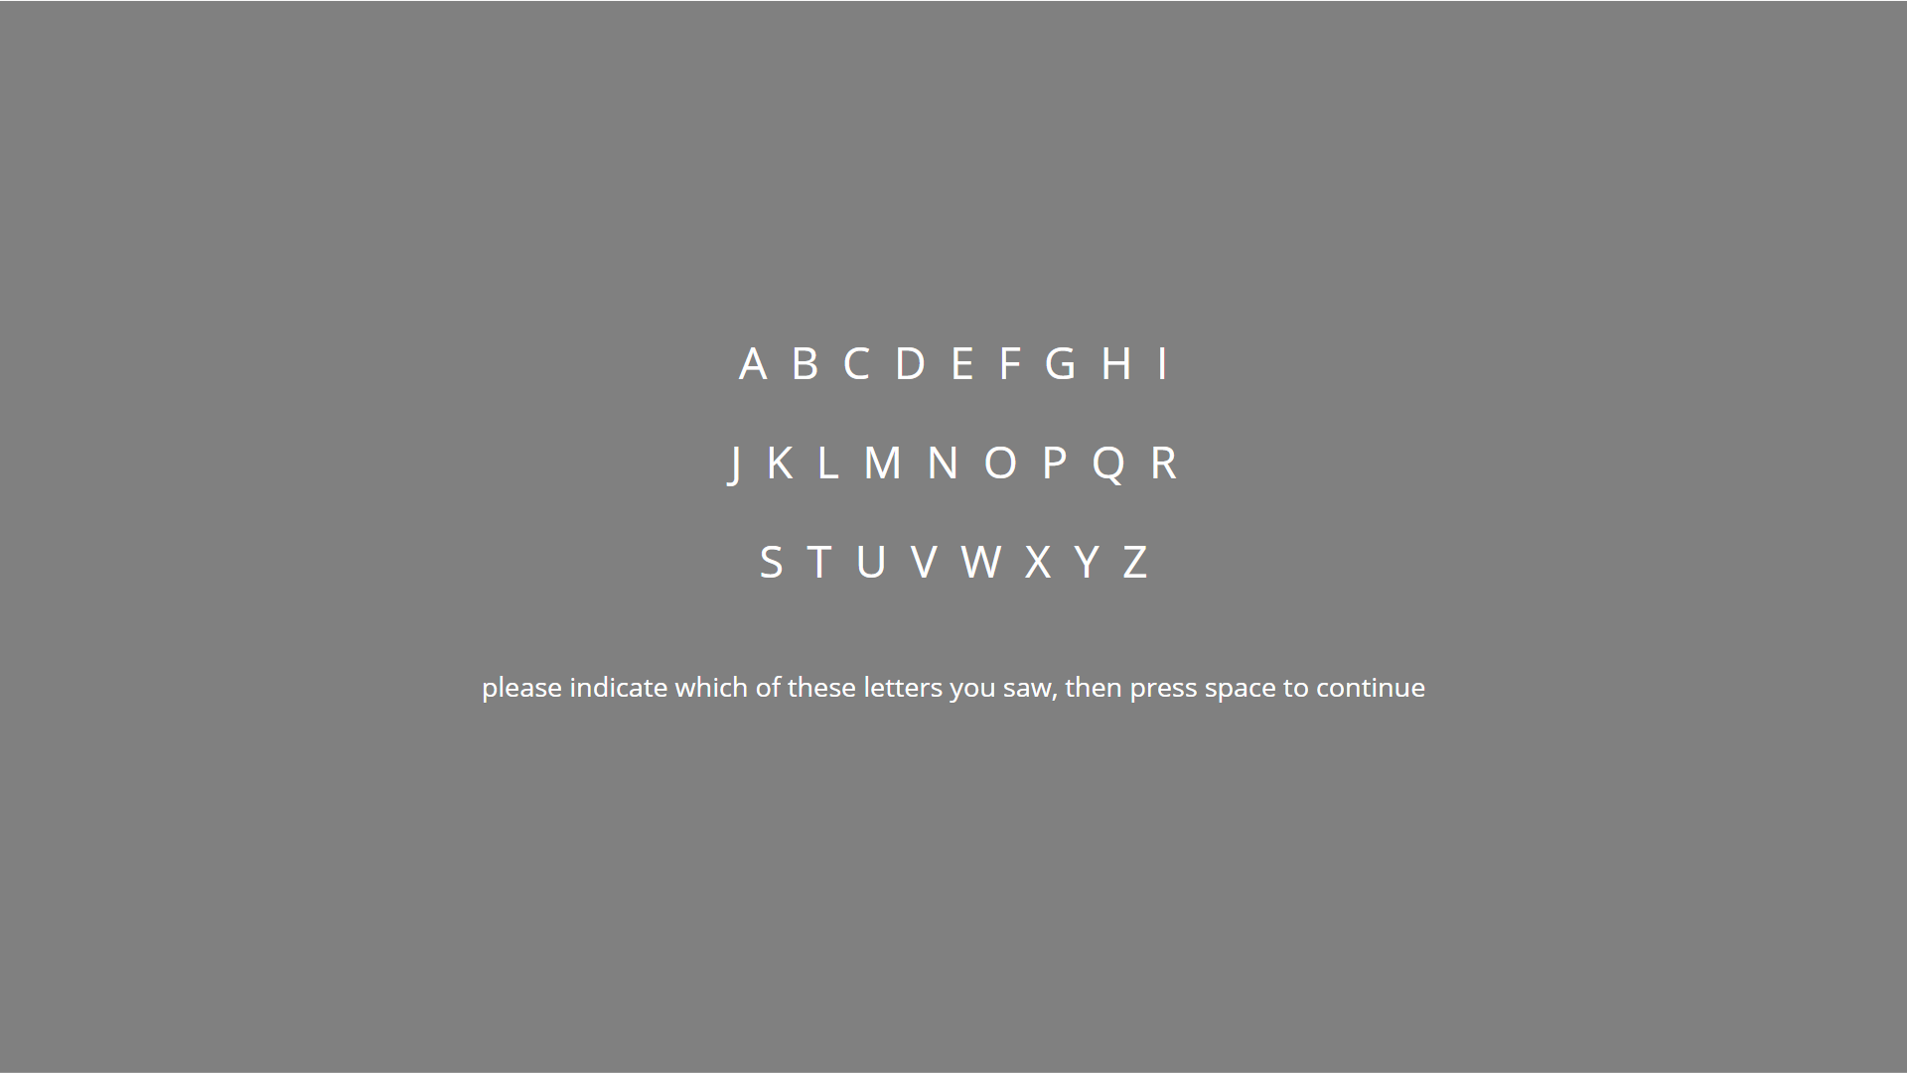 A B C D E F G H I
J K L M N O P Q R
S T U V W X Y Z
please indicate which of these letters you saw, then press space to continue